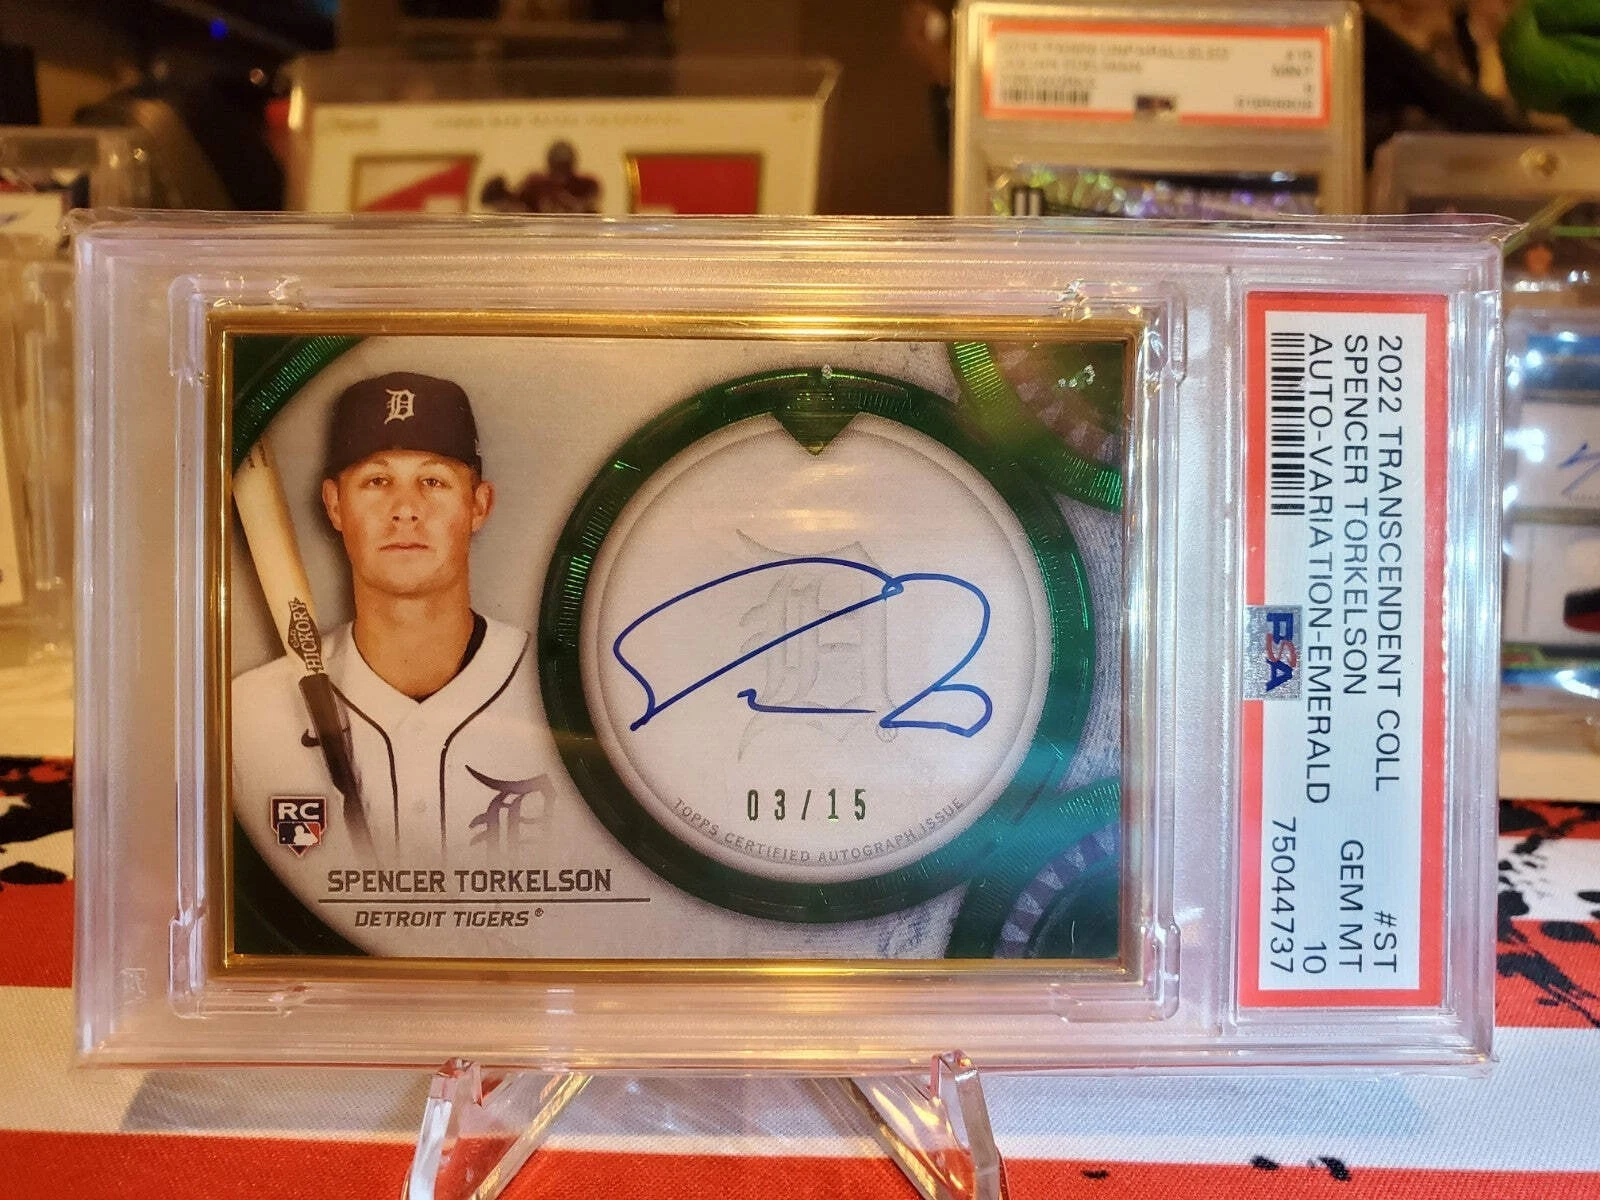 2022 TRANSCENDENT COLL #ST
SPENCER TORKELSON GEM MT
AUTO-VARIATION-EMERALD 10
75044737
PSA
D
HICKORY
RC
SPENCER TORKELSON
DETROIT TIGERS®
03/15
TOPPS CERTIFIED AUTOGRAPH ISSUE